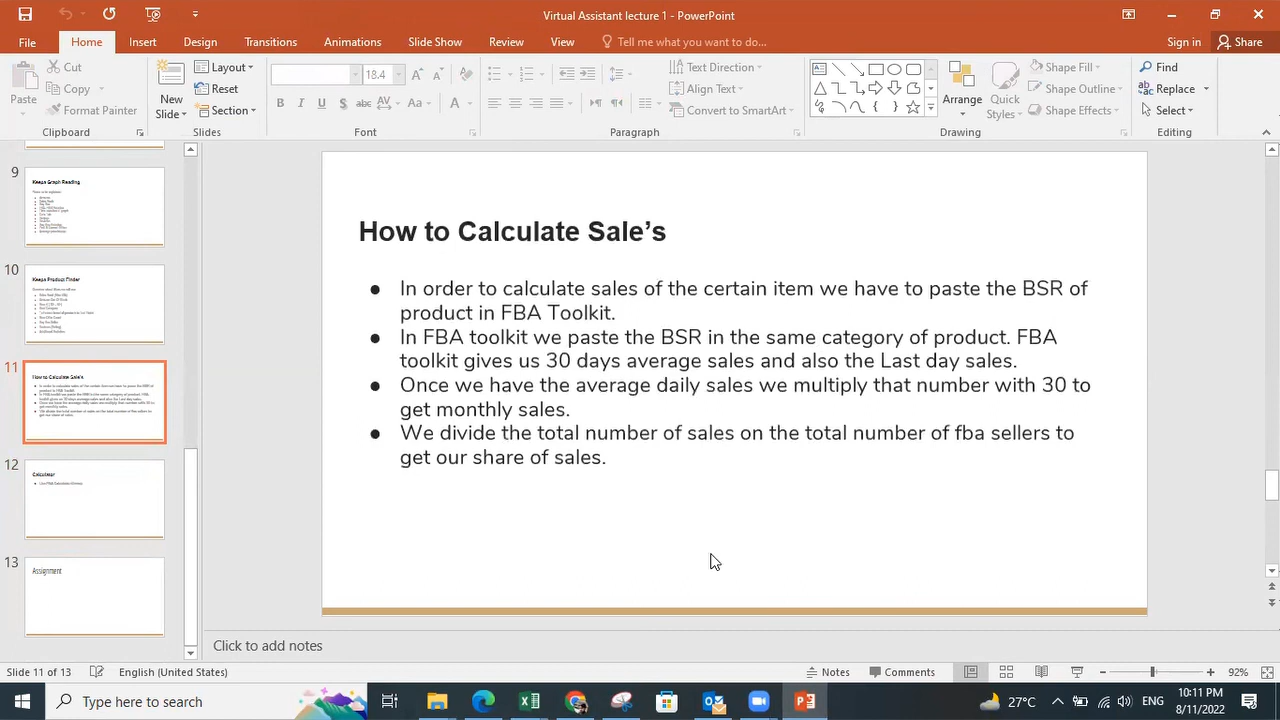 Virtual Assistant lecture 1 - PowerPoint
File Home Insert Design Transitions Animations Slide Show Review View Tell me what you want to do... Sign in Share
Paste Cut Copy Format Painter Clipboard
New Slide Layout Reset Section Slides
18.4 Font
Text Direction Align Text Convert to SmartArt Paragraph
Arrange Quick Styles Shape Fill Shape Outline Shape Effects Drawing
Find Replace Select Editing
9
Keepa Graph Reading
10
Keepa Product Finder
11
How to Calculate Sale's
12
Calculator
13
Assignment
How to Calculate Sale's
● In order to calculate sales of the certain item we have to paste the BSR of
product in FBA Toolkit.
● In FBA toolkit we paste the BSR in the same category of product. FBA
toolkit gives us 30 days average sales and also the Last day sales.
● Once we have the average daily sales we multiply that number with 30 to
get monthly sales.
● We divide the total number of sales on the total number of fba sellers to
get our share of sales.
Click to add notes
Slide 11 of 13 English (United States) Notes Comments 92%
Type here to search 27°C ENG 10:11 PM
8/11/2022